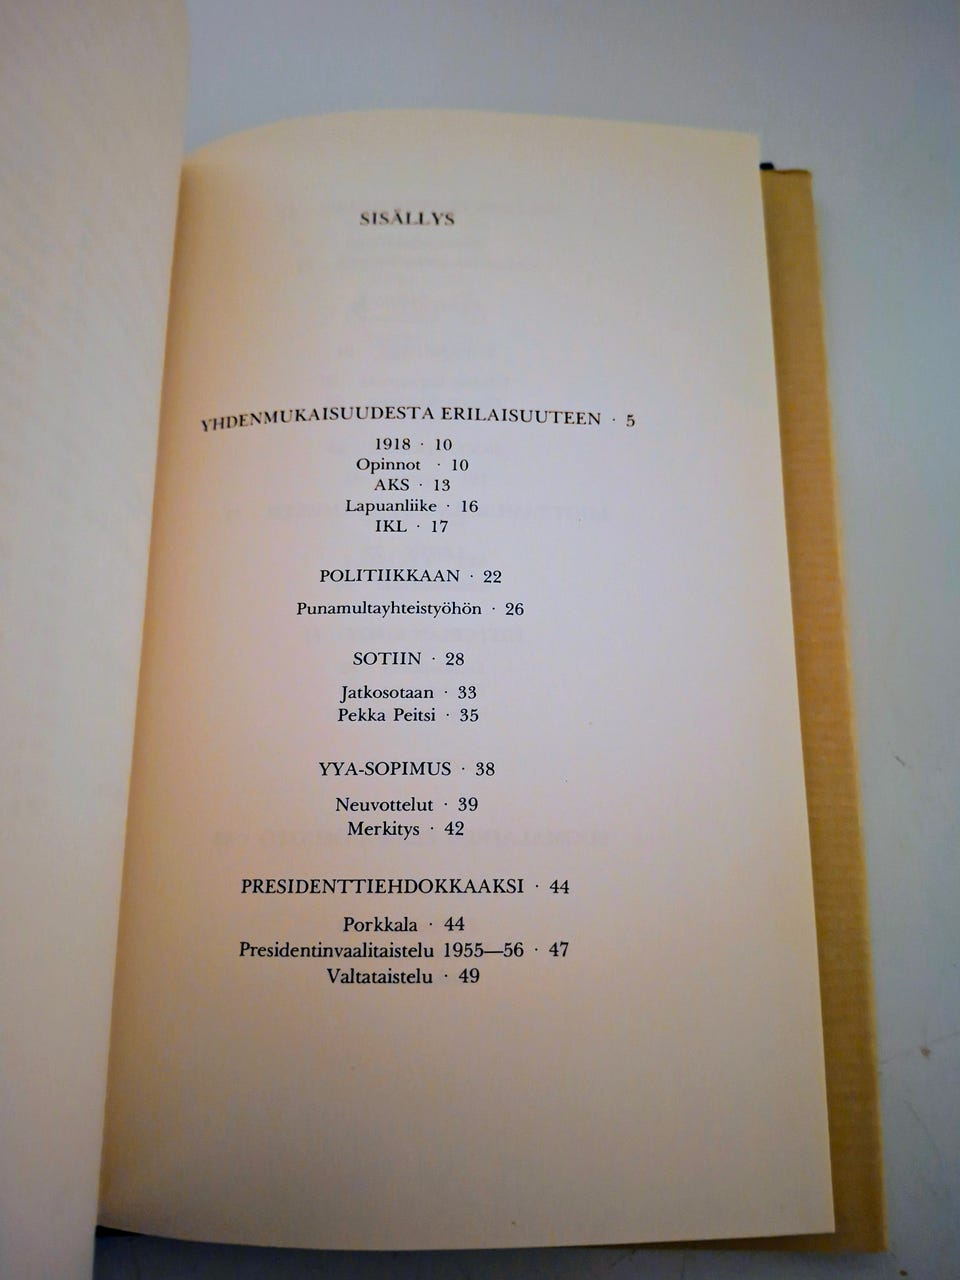 SISÄLLYS
YHDENMUKAISUUDESTA ERILAISUUTEEN · 5
1918 · 10
Opinnot · 10
AKS · 13
Lapuanliike · 16
IKL · 17
POLITIIKKAAN · 22
Punamultayhteistyöhön · 26
SOTIIN · 28
Jatkosotaan · 33
Pekka Peitsi · 35
YYA-SOPIMUS · 38
Neuvottelut · 39
Merkitys · 42
PRESIDENTTIEHDOKKAAKSI · 44
Porkkala · 44
Presidentinvaalitaistelu 1955—56 · 47
Valtataistelu · 49